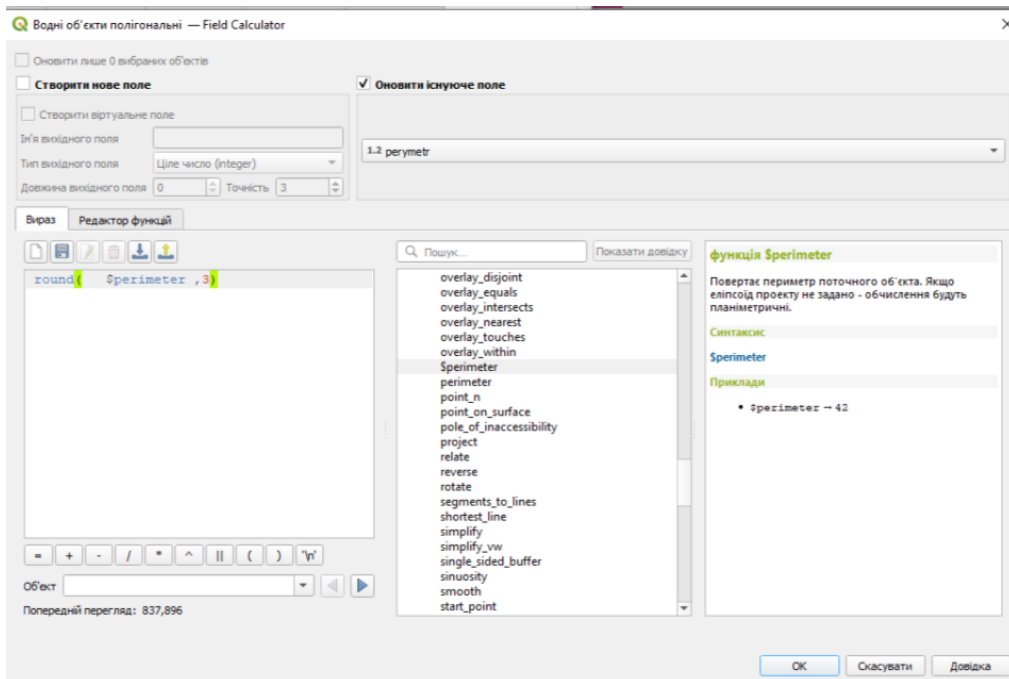 Водні об'єкти полігональні — Field Calculator
Оновити лише 0 вибраних об'єктів
Створити нове поле
Оновити існуюче поле
Створити віртуальне поле
Ім'я вихідного поля
Тип вихідного поля Ціле число (integer)
Довжина вихідного поля 0 Точність 3
1.2 perymetr
Вираз Редактор функцій
Пошук... Показати довідку
round( $perimeter ,3)
overlay_disjoint
overlay_equals
overlay_intersects
overlay_nearest
overlay_touches
overlay_within
$perimeter
perimeter
point_n
point_on_surface
pole_of_inaccessibility
project
relate
reverse
rotate
segments_to_lines
shortest_line
simplify
simplify_vw
single_sided_buffer
sinuosity
smooth
start_point
функція $perimeter
Повертає периметр поточного об'єкта. Якщо
еліпсоїд проекту не задано - обчислення будуть
планіметричні.
Синтаксис
$perimeter
Приклади
• $perimeter → 42
= + - / * ^ || ( ) '\n'
Об'єкт
Попередній перегляд: 837,896
OK Скасувати Довідка